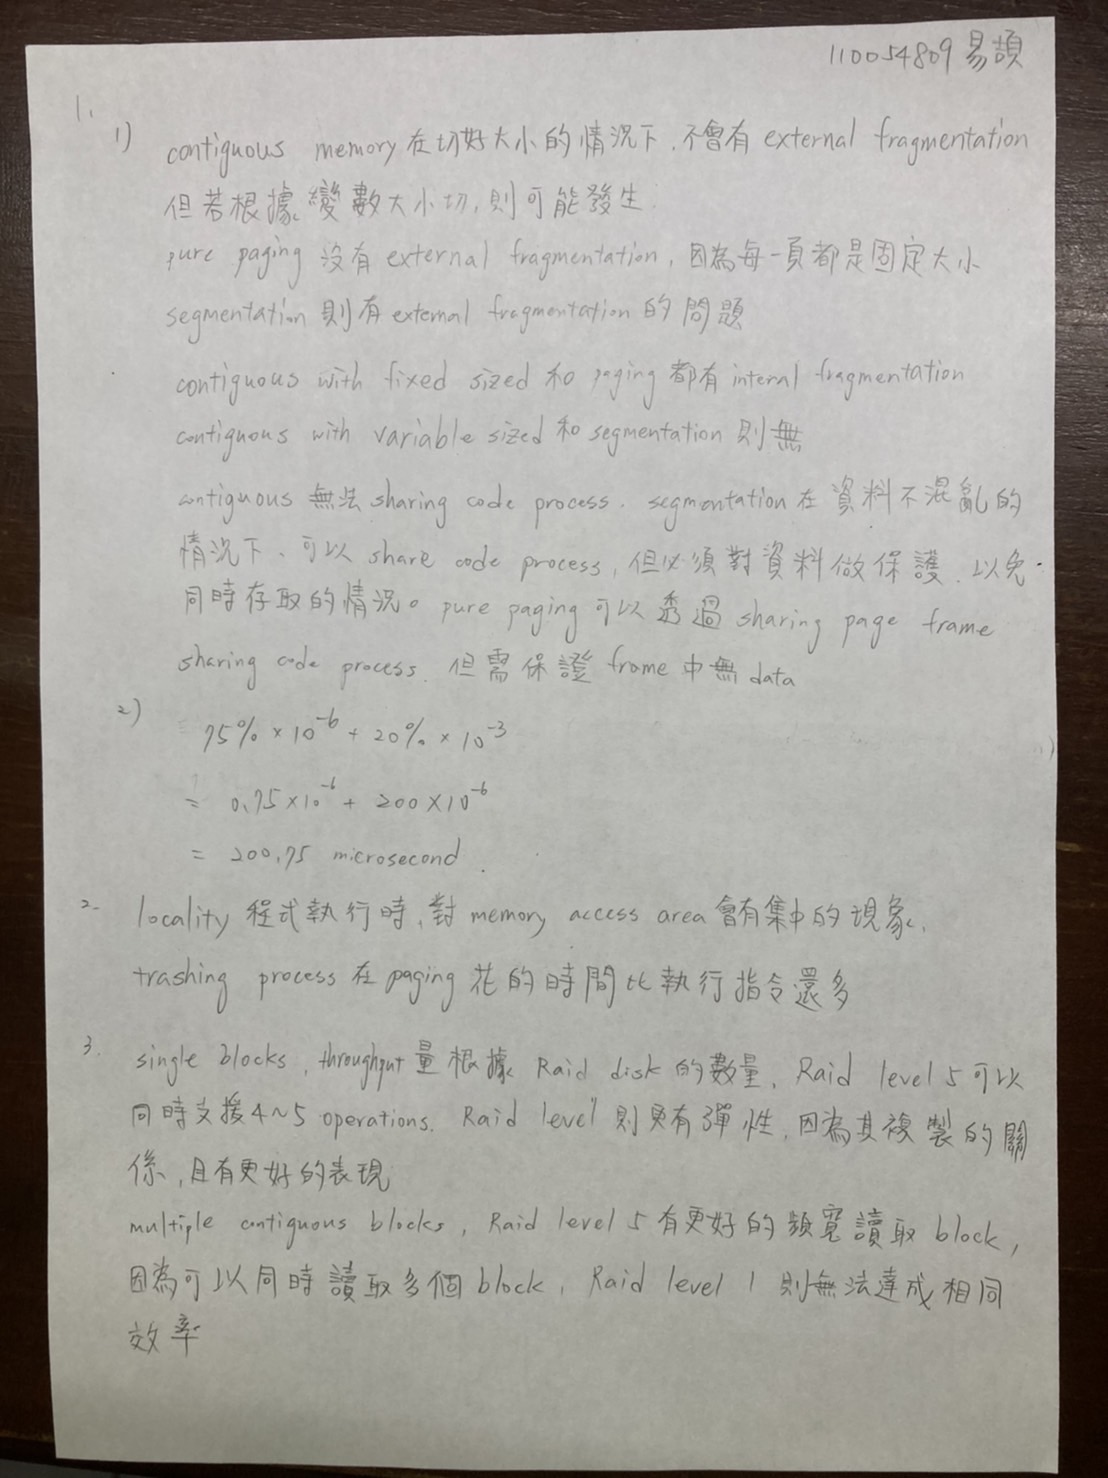 110054809 易頡
1.
1) contiguous memory 在切好大小的情況下, 不會有 external fragmentation
但若根據變數大小切, 則可能發生.
pure paging 沒有 external fragmentation, 因為每一頁都是固定大小
segmentation 則有 external fragmentation 的問題
contiguous with fixed sized 和 paging 都有 internal fragmentation
contiguous with variable sized 和 segmentation 則無
contiguous 無法 sharing code process. segmentation 在資料不混亂的
情況下、可以 share code process, 但必須對資料做保護、以免
同時存取的情況。 pure paging 可以透過 sharing page frame
sharing code process. 但需保證 frame 中無 data
2)
75% × 10⁻⁶ + 20% × 10⁻³
= 0.75×10⁻⁶ + 200×10⁻⁶
= 200.75 microsecond.
2. locality 程式執行時, 對 memory access area 會有集中的現象.
trashing process 在 paging 花的時間比執行指令還多
3. single blocks, throughput 量根據 Raid disk 的數量, Raid level 5 可以
同時支援 4~5 operations. Raid level 1 則更有彈性, 因為其複製的關
係, 且有更好的表現
multiple contiguous blocks, Raid level 5 有更好的頻寬讀取 block,
因為可以同時讀取多個 block, Raid level 1 則無法達成相同
效率